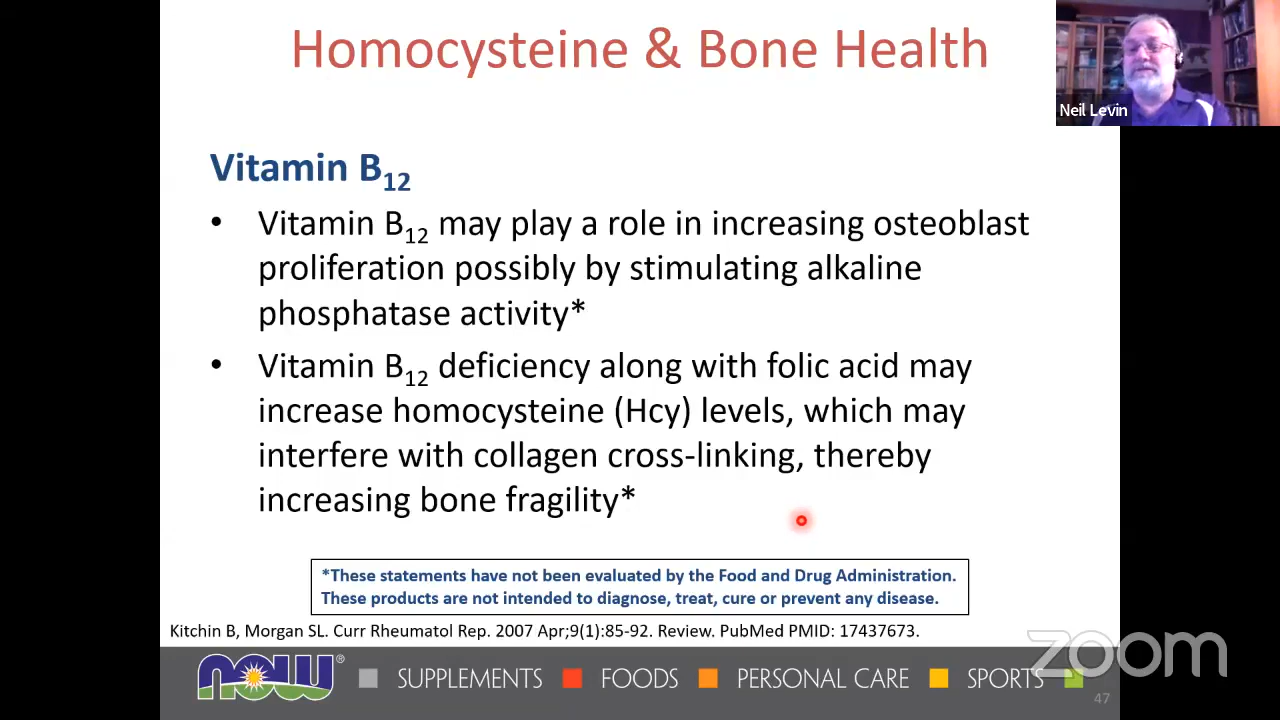 Homocysteine & Bone Health
Neil Levin
Vitamin B12
• Vitamin B12 may play a role in increasing osteoblast
proliferation possibly by stimulating alkaline
phosphatase activity*
• Vitamin B12 deficiency along with folic acid may
increase homocysteine (Hcy) levels, which may
interfere with collagen cross-linking, thereby
increasing bone fragility*
*These statements have not been evaluated by the Food and Drug Administration.
These products are not intended to diagnose, treat, cure or prevent any disease.
Kitchin B, Morgan SL. Curr Rheumatol Rep. 2007 Apr;9(1):85-92. Review. PubMed PMID: 17437673.
NOW® SUPPLEMENTS FOODS PERSONAL CARE SPORTS
zoom
47